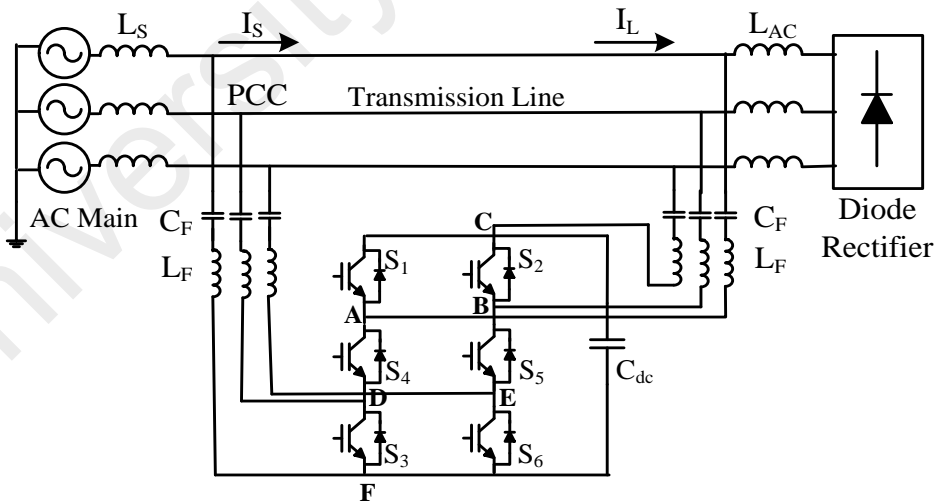 University
L_S
I_S
I_L
L_AC
PCC
Transmission Line
AC Main
C_F
C
C_F
Diode
Rectifier
L_F
S_1
S_2
L_F
A
B
S_4
S_5
C_dc
D
E
S_3
S_6
F